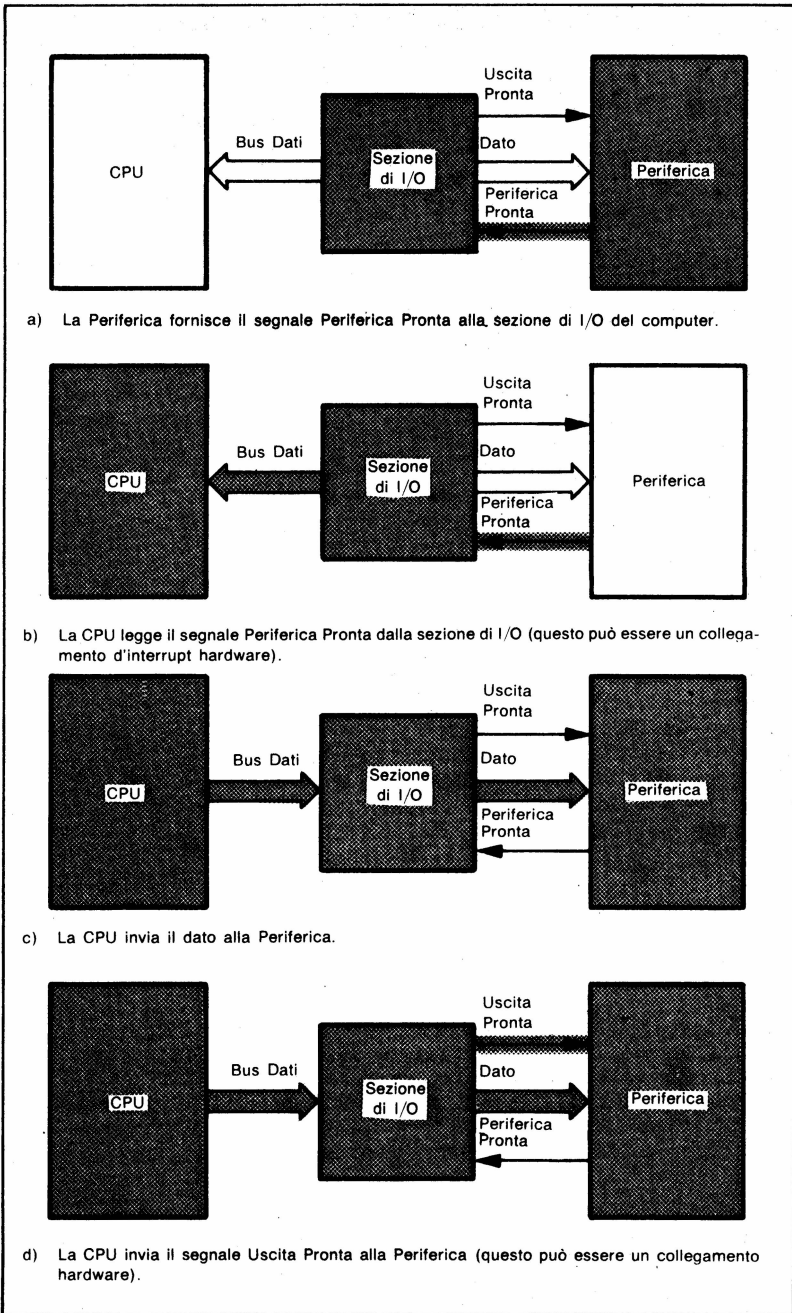 Uscita
Pronta
Bus Dati
Dato
CPU
Sezione
di I/O
Periferica
Periferica
Pronta
a) La Periferica fornisce il segnale Periferica Pronta alla sezione di I/O del computer.
Uscita
Pronta
Bus Dati
Dato
CPU
Sezione
di I/O
Periferica
Periferica
Pronta
b) La CPU legge il segnale Periferica Pronta dalla sezione di I/O (questo può essere un collega-
mento d'interrupt hardware).
Uscita
Pronta
Bus Dati
Dato
CPU
Sezione
di I/O
Periferica
Periferica
Pronta
c) La CPU invia il dato alla Periferica.
Uscita
Pronta
Bus Dati
Dato
CPU
Sezione
di I/O
Periferica
Periferica
Pronta
d) La CPU invia il segnale Uscita Pronta alla Periferica (questo può essere un collegamento
hardware).